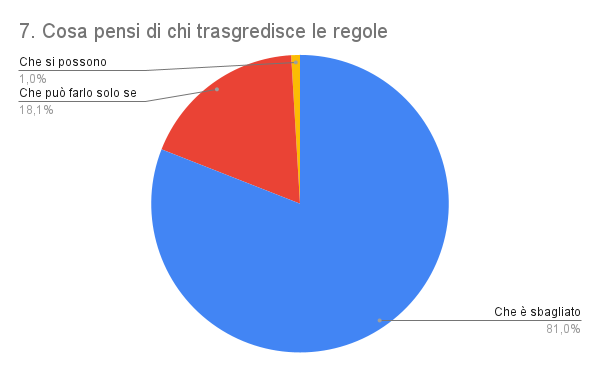 7. Cosa pensi di chi trasgredisce le regole
Che si possono
1,0%
Che può farlo solo se
18,1%
Che è sbagliato
81,0%